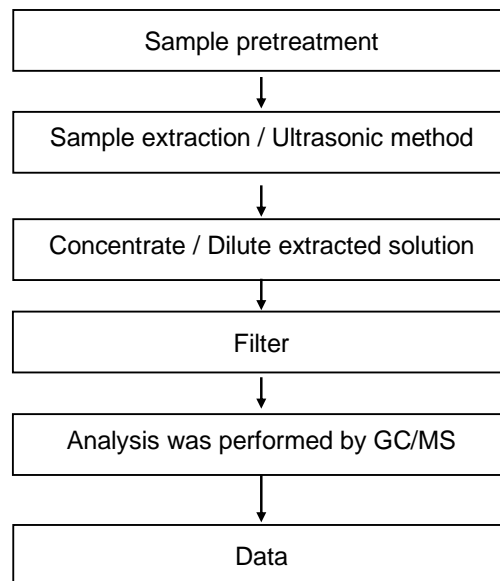 Sample pretreatment
Sample extraction / Ultrasonic method
Concentrate / Dilute extracted solution
Filter
Analysis was performed by GC/MS
Data